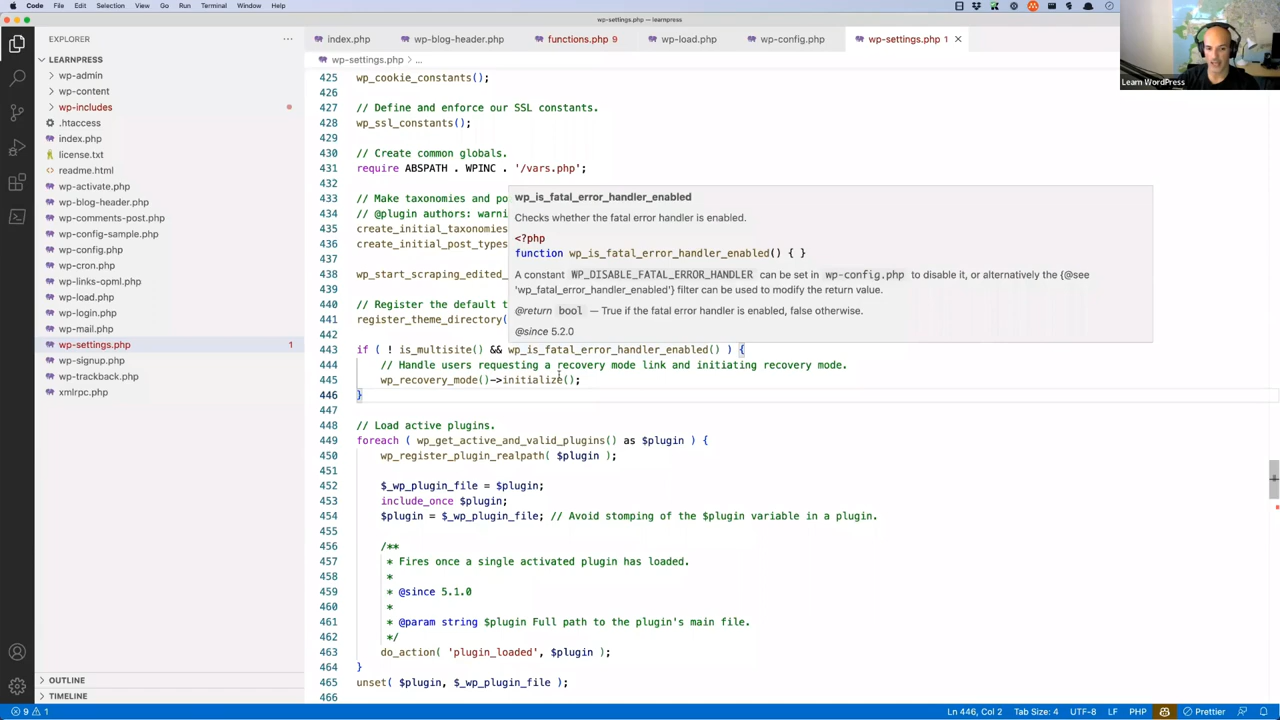 Code File Edit Selection View Go Run Terminal Window Help
wp-settings.php — learnpress
EXPLORER
LEARNPRESS
wp-admin
wp-content
wp-includes
.htaccess
index.php
license.txt
readme.html
wp-activate.php
wp-blog-header.php
wp-comments-post.php
wp-config-sample.php
wp-config.php
wp-cron.php
wp-links-opml.php
wp-load.php
wp-login.php
wp-mail.php
wp-settings.php 1
wp-signup.php
wp-trackback.php
xmlrpc.php
OUTLINE
TIMELINE
index.php wp-blog-header.php functions.php 9 wp-load.php wp-config.php wp-settings.php 1
wp-settings.php > ...
Learn WordPress
425 wp_cookie_constants();
426
427 // Define and enforce our SSL constants.
428 wp_ssl_constants();
429
430 // Create common globals.
431 require ABSPATH . WPINC . '/vars.php';
432
433 // Make taxonomies and po
434 // @plugin authors: warni
435 create_initial_taxonomies
436 create_initial_post_types
437
438 wp_start_scraping_edited_
439
440 // Register the default t
441 register_theme_directory(
442
wp_is_fatal_error_handler_enabled
Checks whether the fatal error handler is enabled.
<?php
function wp_is_fatal_error_handler_enabled() { }
A constant WP_DISABLE_FATAL_ERROR_HANDLER can be set in wp-config.php to disable it, or alternatively the {@see
'wp_fatal_error_handler_enabled'} filter can be used to modify the return value.
@return bool — True if the fatal error handler is enabled, false otherwise.
@since 5.2.0
443 if ( ! is_multisite() && wp_is_fatal_error_handler_enabled() ) {
444 // Handle users requesting a recovery mode link and initiating recovery mode.
445 wp_recovery_mode()->initialize();
446 }
447
448 // Load active plugins.
449 foreach ( wp_get_active_and_valid_plugins() as $plugin ) {
450 wp_register_plugin_realpath( $plugin );
451
452 $_wp_plugin_file = $plugin;
453 include_once $plugin;
454 $plugin = $_wp_plugin_file; // Avoid stomping of the $plugin variable in a plugin.
455
456 /**
457 * Fires once a single activated plugin has loaded.
458 *
459 * @since 5.1.0
460 *
461 * @param string $plugin Full path to the plugin's main file.
462 */
463 do_action( 'plugin_loaded', $plugin );
464 }
465 unset( $plugin, $_wp_plugin_file );
466
9 1 Ln 446, Col 2 Tab Size: 4 UTF-8 LF PHP Prettier